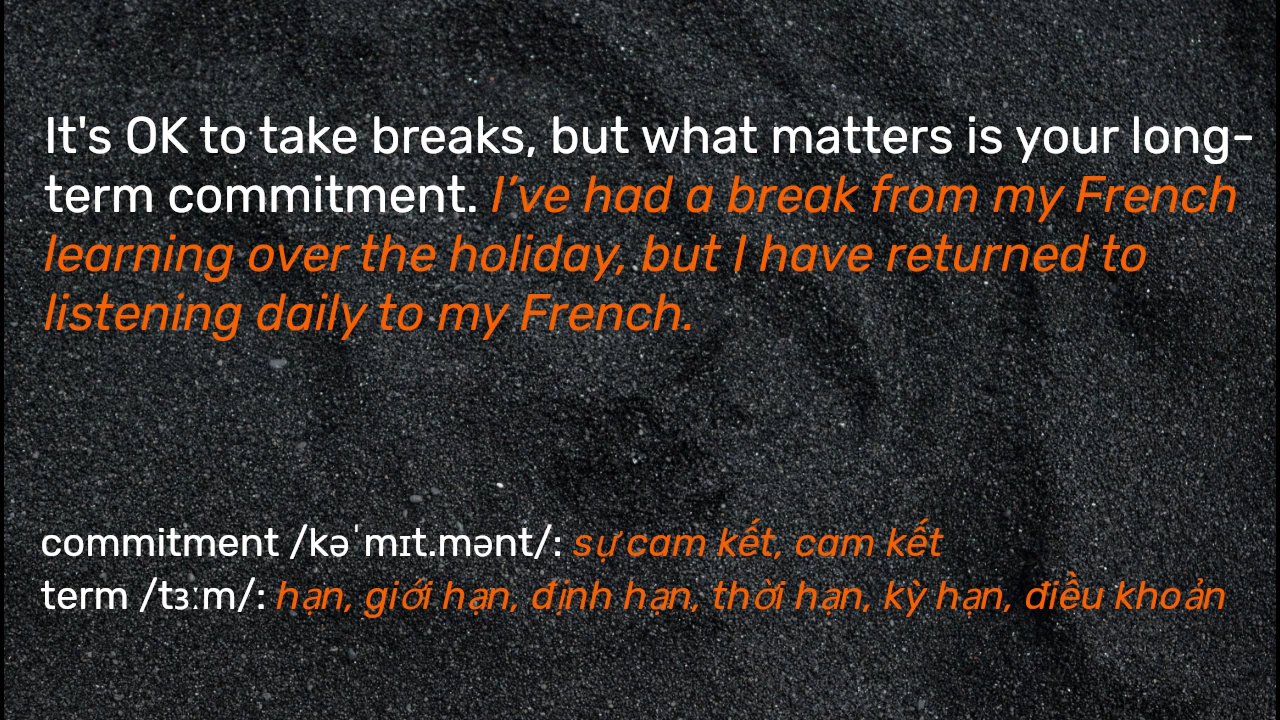 It's OK to take breaks, but what matters is your long-
term commitment. I’ve had a break from my French
learning over the holiday, but I have returned to
listening daily to my French.
commitment /kəˈmɪt.mənt/: sự cam kết, cam kết
term /tɜːm/: hạn, giới hạn, định hạn, thời hạn, kỳ hạn, điều khoản